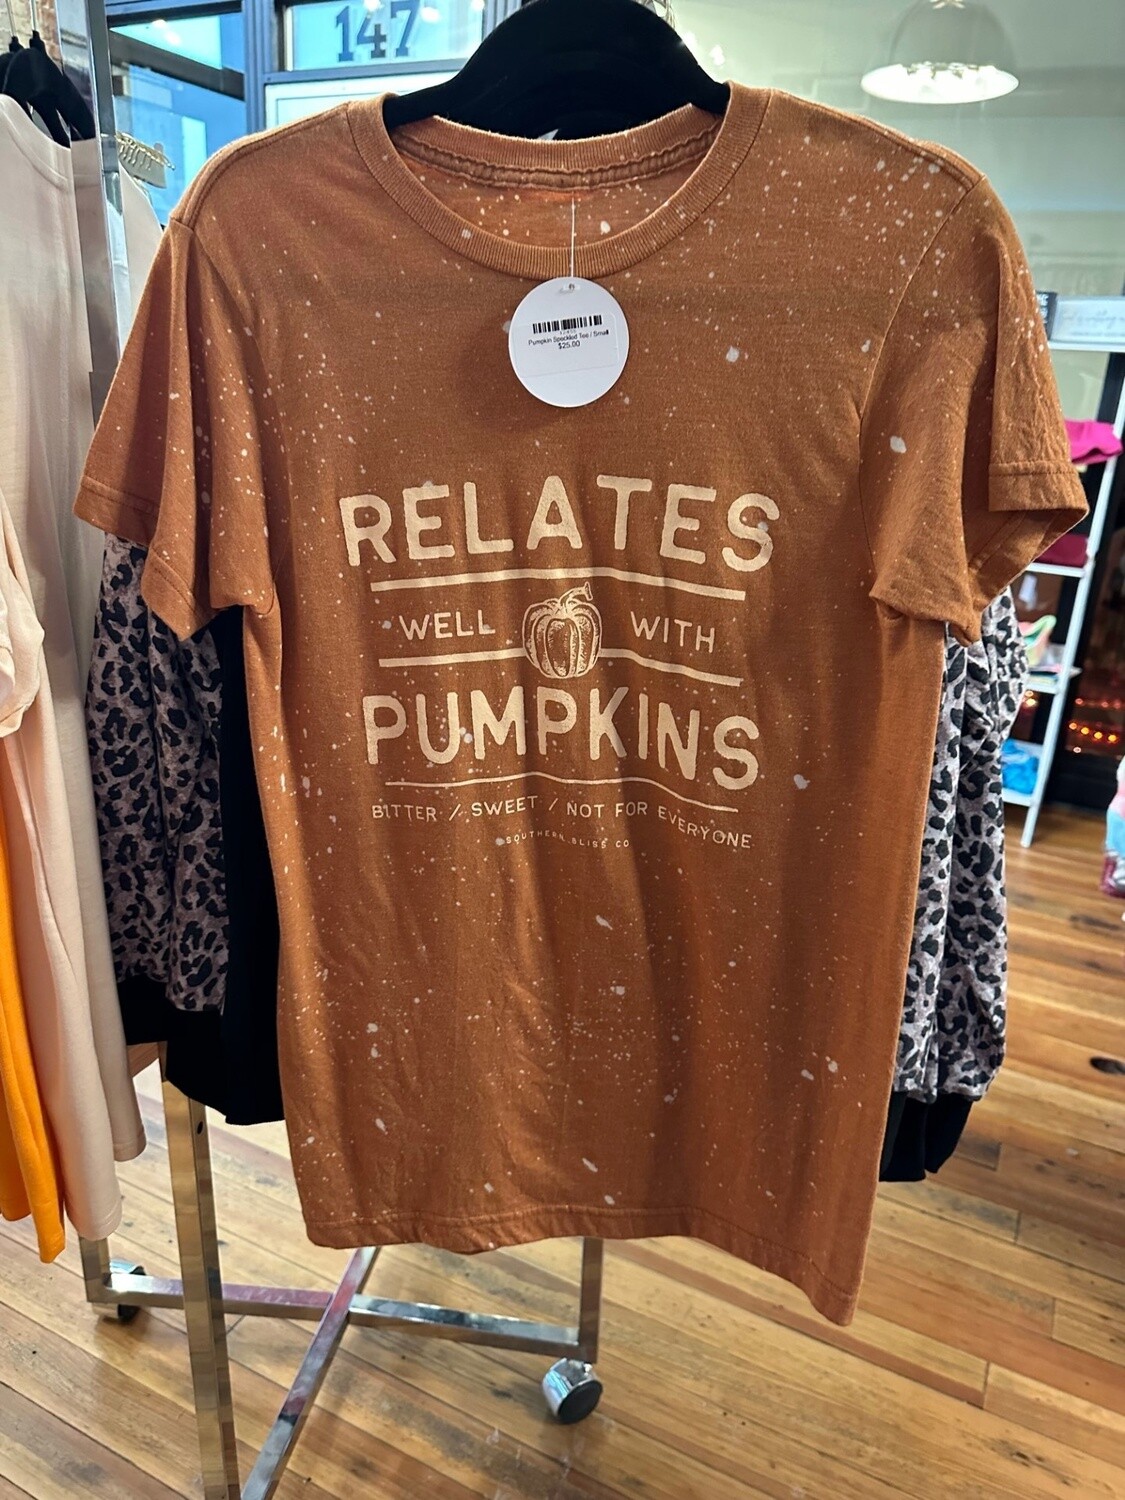 147
Pumpkin Speckled Tee / Small
$25.00
RELATES
WELL WITH
PUMPKINS
BITTER / SWEET / NOT FOR EVERYONE
SOUTHERN BLISS CO